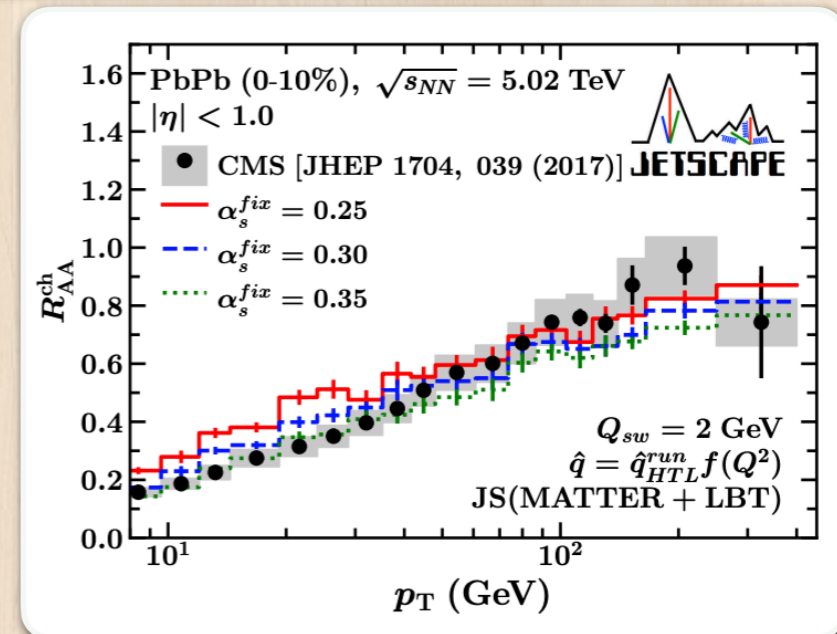 PbPb (0-10%), √s_NN = 5.02 TeV
|η| < 1.0
CMS [JHEP 1704, 039 (2017)]
JETSCAPE
α_s^fix = 0.25
α_s^fix = 0.30
α_s^fix = 0.35
R_AA^ch
1.6
1.4
1.2
1.0
0.8
0.6
0.4
0.2
0.0
Q_sw = 2 GeV
q̂ = q̂_HTL^run f(Q²)
JS(MATTER + LBT)
10¹
10²
p_T (GeV)